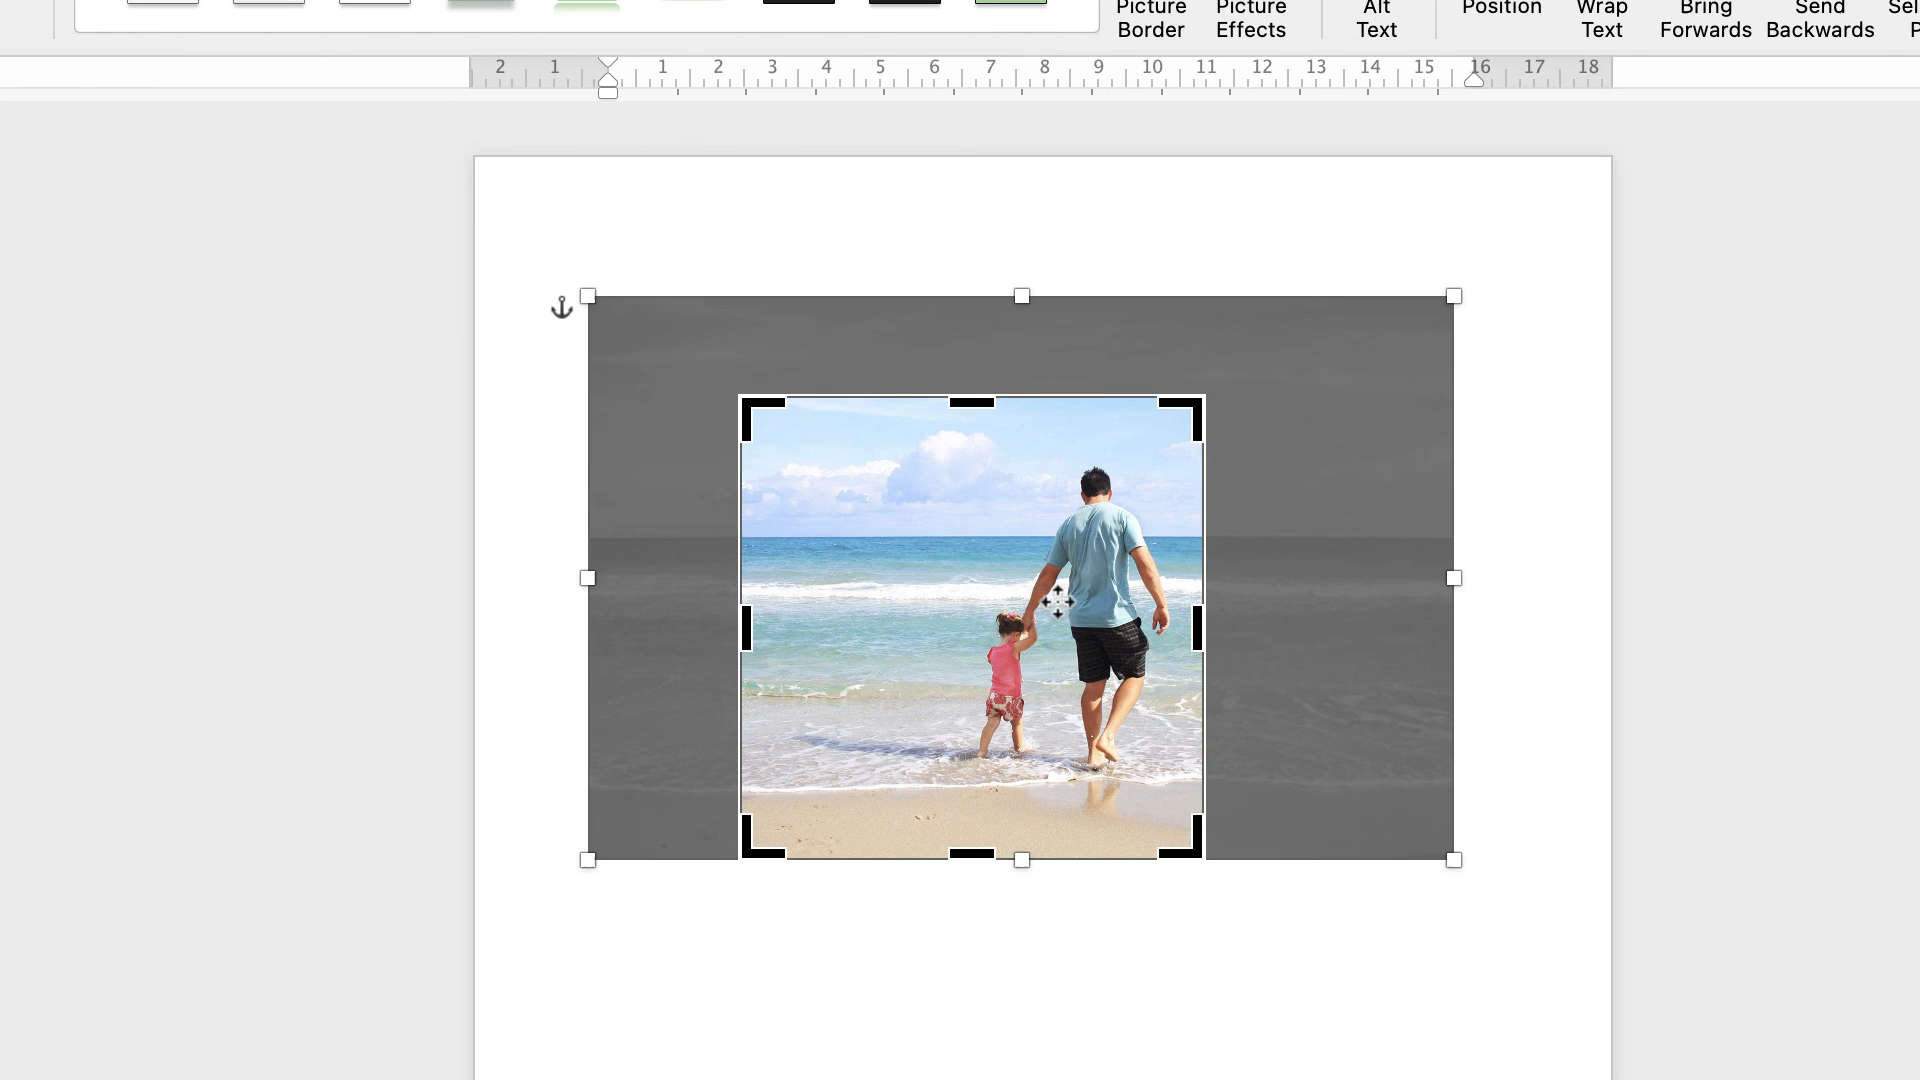 Picture Border
Picture Effects
Alt Text
Position
Wrap Text
Bring Forwards
Send Backwards
2 1 1 2 3 4 5 6 7 8 9 10 11 12 13 14 15 16 17 18